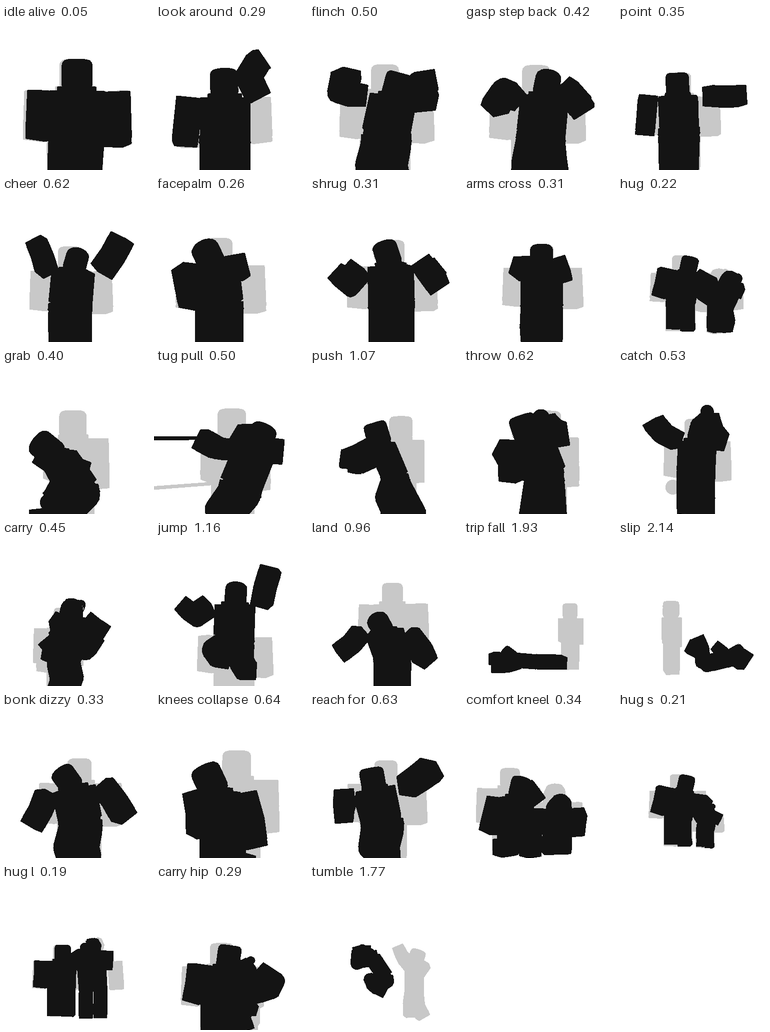 idle alive 0.05 look around 0.29 flinch 0.50 gasp step back 0.42 point 0.35
cheer 0.62 facepalm 0.26 shrug 0.31 arms cross 0.31 hug 0.22
grab 0.40 tug pull 0.50 push 1.07 throw 0.62 catch 0.53
carry 0.45 jump 1.16 land 0.96 trip fall 1.93 slip 2.14
bonk dizzy 0.33 knees collapse 0.64 reach for 0.63 comfort kneel 0.34 hug s 0.21
hug l 0.19 carry hip 0.29 tumble 1.77